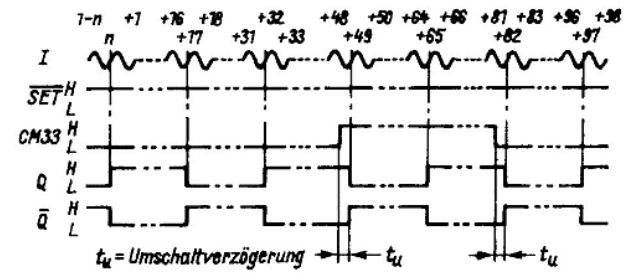 7-n +1 +16 +18 +32 +48 +50 +64 +66 +81 +83 +96 +98
n +17 +31 +33 +49 +65 +82 +97
I
SET H
L
CM33 H
L
Q H
L
Q H
L
tu = Umschaltverzögerung tu tu